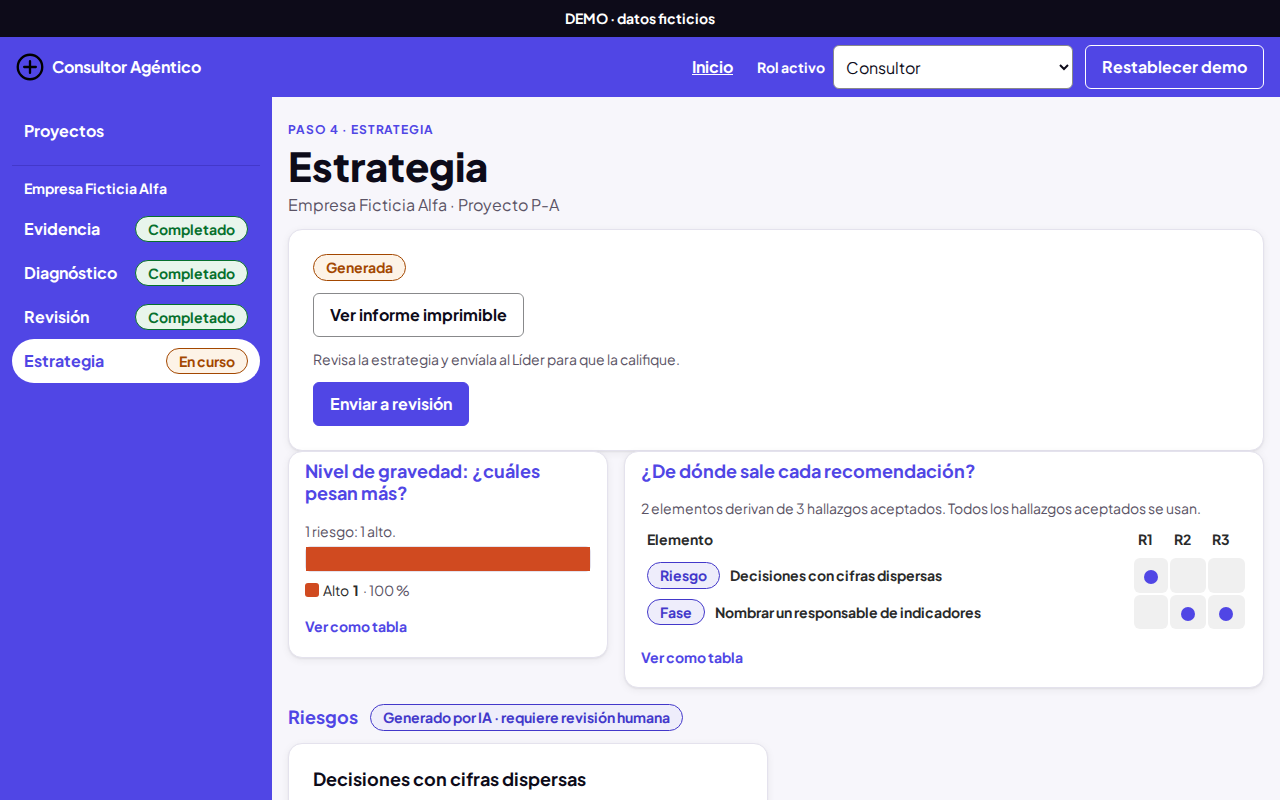 DEMO · datos ficticios
Consultor Agéntico
Inicio
Rol activo
Consultor
Restablecer demo
Proyectos
Empresa Ficticia Alfa
Evidencia Completado
Diagnóstico Completado
Revisión Completado
Estrategia En curso
PASO 4 · ESTRATEGIA
Estrategia
Empresa Ficticia Alfa · Proyecto P-A
Generada
Ver informe imprimible
Revisa la estrategia y envíala al Líder para que la califique.
Enviar a revisión
Nivel de gravedad: ¿cuáles
pesan más?
1 riesgo: 1 alto.
Alto 1 · 100 %
Ver como tabla
¿De dónde sale cada recomendación?
2 elementos derivan de 3 hallazgos aceptados. Todos los hallazgos aceptados se usan.
Elemento R1 R2 R3
Riesgo Decisiones con cifras dispersas
Fase Nombrar un responsable de indicadores
Ver como tabla
Riesgos Generado por IA · requiere revisión humana
Decisiones con cifras dispersas